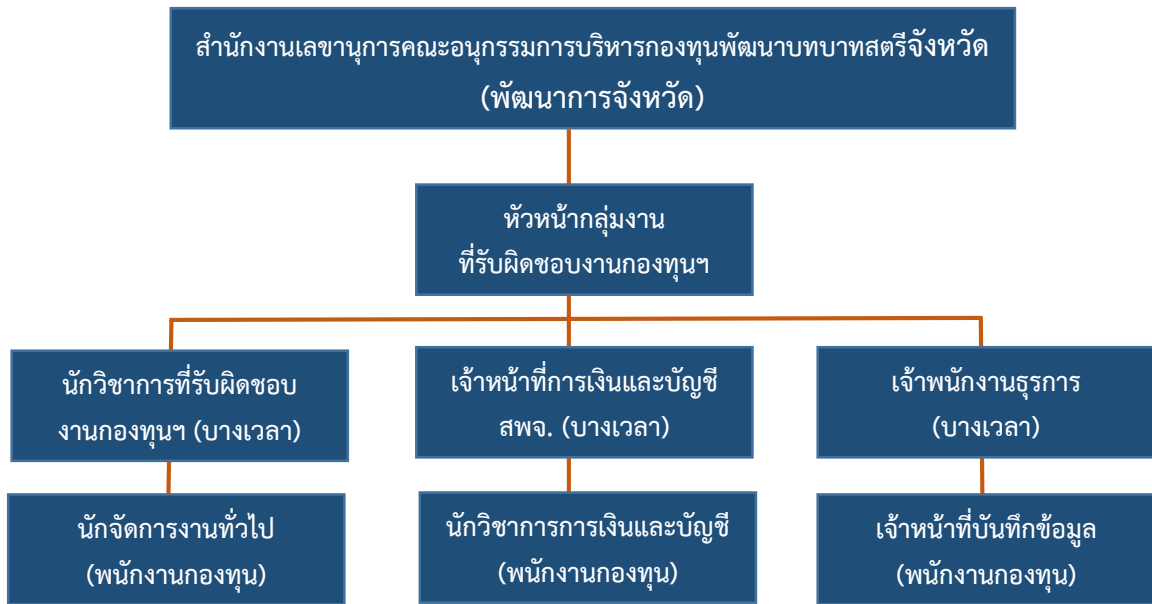 สำนักงานเลขานุการคณะอนุกรรมการบริหารกองทุนพัฒนาบทบาทสตรีจังหวัด
(พัฒนาการจังหวัด)
หัวหน้ากลุ่มงาน
ที่รับผิดชอบงานกองทุนฯ
นักวิชาการที่รับผิดชอบ
งานกองทุนฯ (บางเวลา)
เจ้าหน้าที่การเงินและบัญชี
สพจ. (บางเวลา)
เจ้าพนักงานธุรการ
(บางเวลา)
นักจัดการงานทั่วไป
(พนักงานกองทุน)
นักวิชาการการเงินและบัญชี
(พนักงานกองทุน)
เจ้าหน้าที่บันทึกข้อมูล
(พนักงานกองทุน)